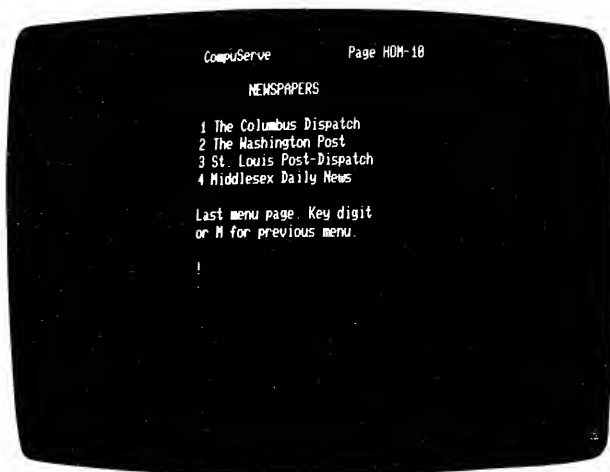 CompuServe Page HOM-10
NEWSPAPERS
1 The Columbus Dispatch
2 The Washington Post
3 St. Louis Post-Dispatch
4 Middlesex Daily News
Last menu page. Key digit
or M for previous menu.
!